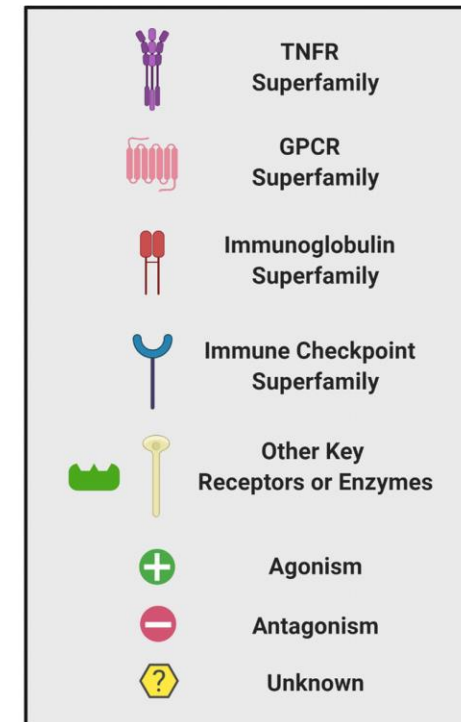 TNFR
Superfamily
GPCR
Superfamily
Immunoglobulin
Superfamily
Immune Checkpoint
Superfamily
Other Key
Receptors or Enzymes
Agonism
Antagonism
?
Unknown